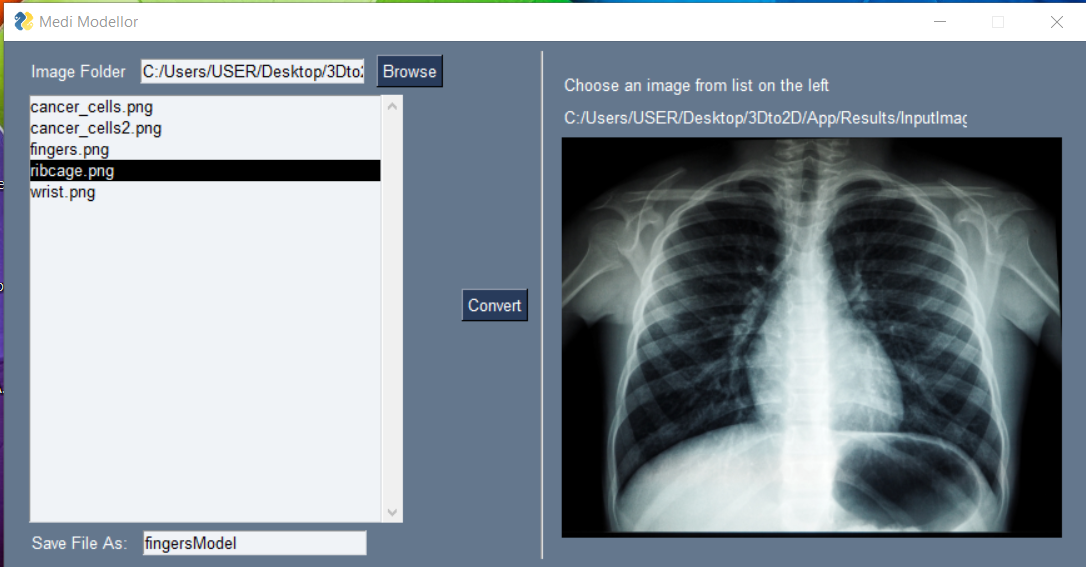 Medi Modellor
Image Folder C:/Users/USER/Desktop/3Dto2 Browse
cancer_cells.png
cancer_cells2.png
fingers.png
ribcage.png
wrist.png
Convert
Save File As: fingersModel
Choose an image from list on the left
C:/Users/USER/Desktop/3Dto2D/App/Results/InputImag